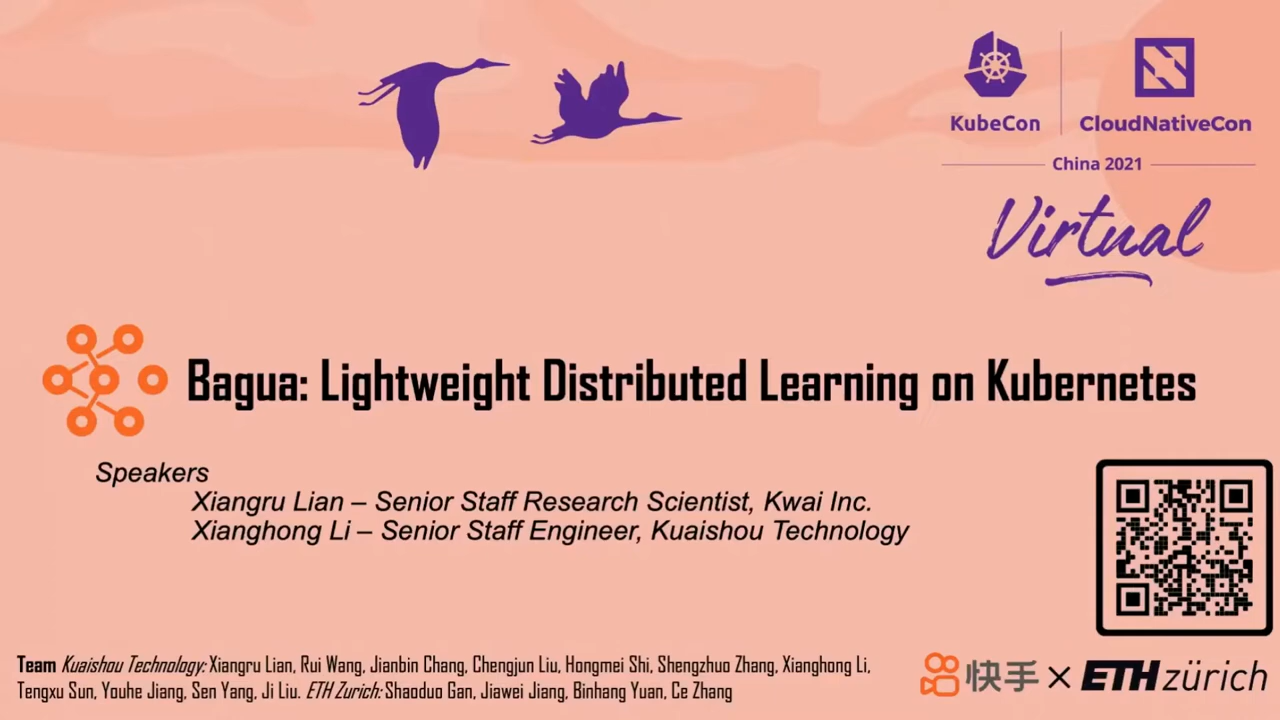 KubeCon
CloudNativeCon
China 2021
Virtual
Bagua: Lightweight Distributed Learning on Kubernetes
Speakers
Xiangru Lian – Senior Staff Research Scientist, Kwai Inc.
Xianghong Li – Senior Staff Engineer, Kuaishou Technology
Team Kuaishou Technology: Xiangru Lian, Rui Wang, Jianbin Chang, Chengjun Liu, Hongmei Shi, Shengzhuo Zhang, Xianghong Li,
Tengxu Sun, Youhe Jiang, Sen Yang, Ji Liu. ETH Zurich: Shaoduo Gan, Jiawei Jiang, Binhang Yuan, Ce Zhang
快手 × ETH zürich